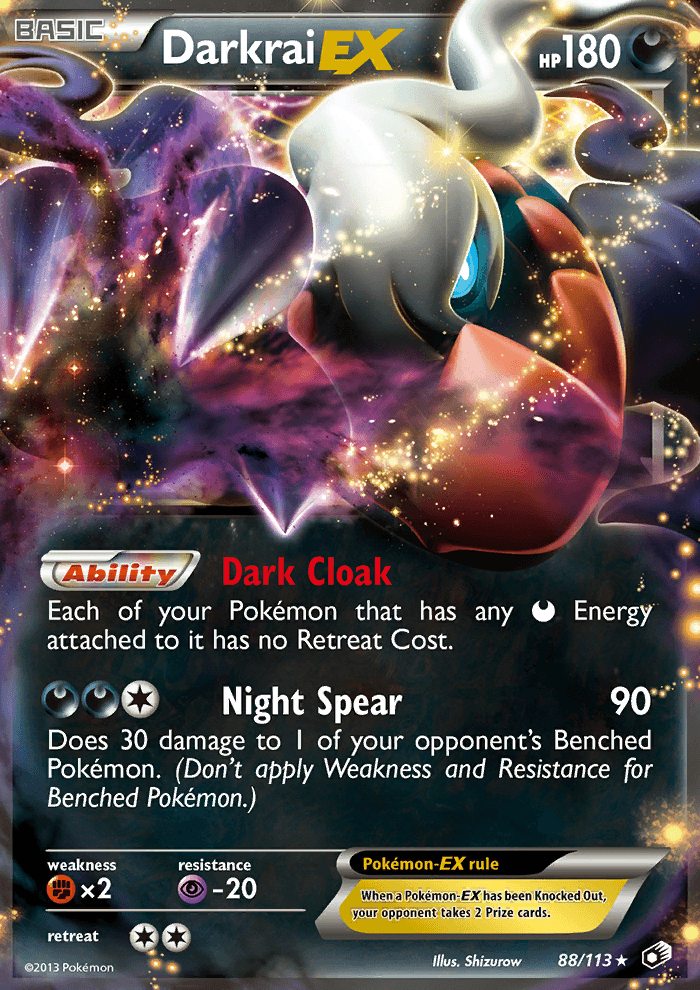 BASIC
Darkrai EX
HP180
Ability Dark Cloak
Each of your Pokémon that has any Energy
attached to it has no Retreat Cost.
Night Spear 90
Does 30 damage to 1 of your opponent's Benched
Pokémon. (Don't apply Weakness and Resistance for
Benched Pokémon.)
weakness
×2
resistance
-20
retreat
Pokémon-EX rule
When a Pokémon-EX has been Knocked Out,
your opponent takes 2 Prize cards.
©2013 Pokémon
Illus. Shizurow
88/113 ★